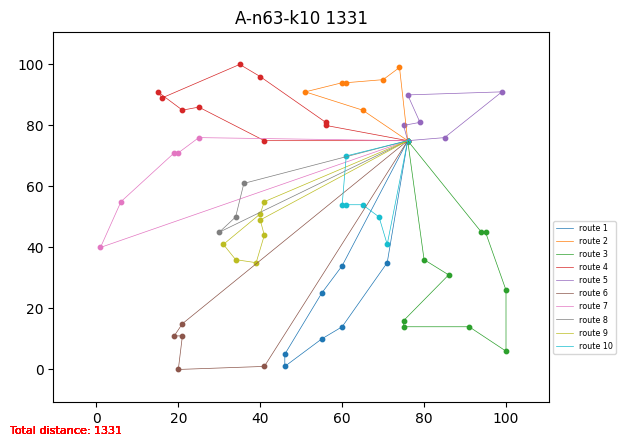 A-n63-k10 1331
100
80
60
40
20
0
0 20 40 60 80 100
route 1
route 2
route 3
route 4
route 5
route 6
route 7
route 8
route 9
route 10
Total distance: 1331